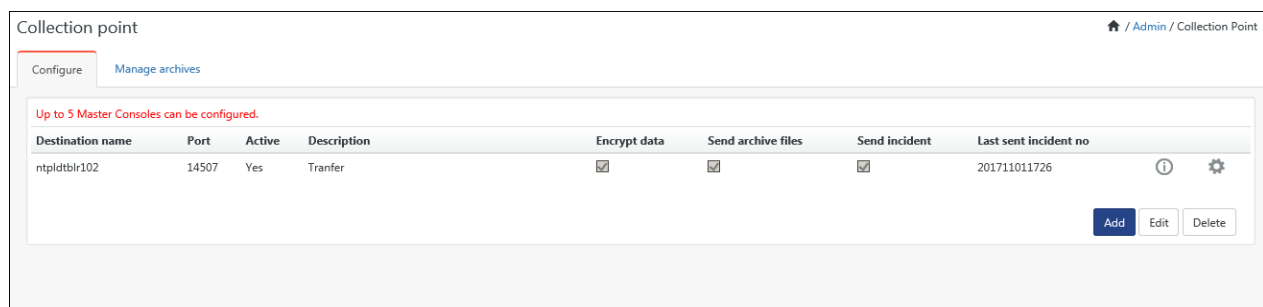 Collection point
/ Admin / Collection Point
Configure Manage archives
Up to 5 Master Consoles can be configured.
Destination name Port Active Description Encrypt data Send archive files Send incident Last sent incident no
ntpldtblr102 14507 Yes Tranfer 201711011726
Add Edit Delete